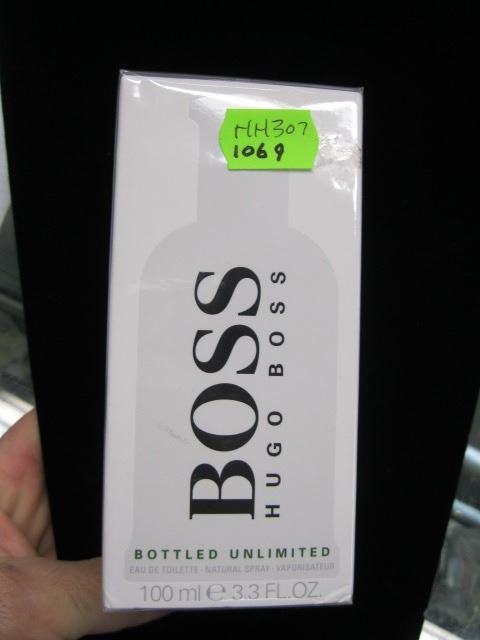 HH307
1069
BOSS
HUGO BOSS
BOTTLED UNLIMITED
EAU DE TOILETTE · NATURAL SPRAY · VAPORISATEUR
100 ml ℮ 3.3 FL.OZ.